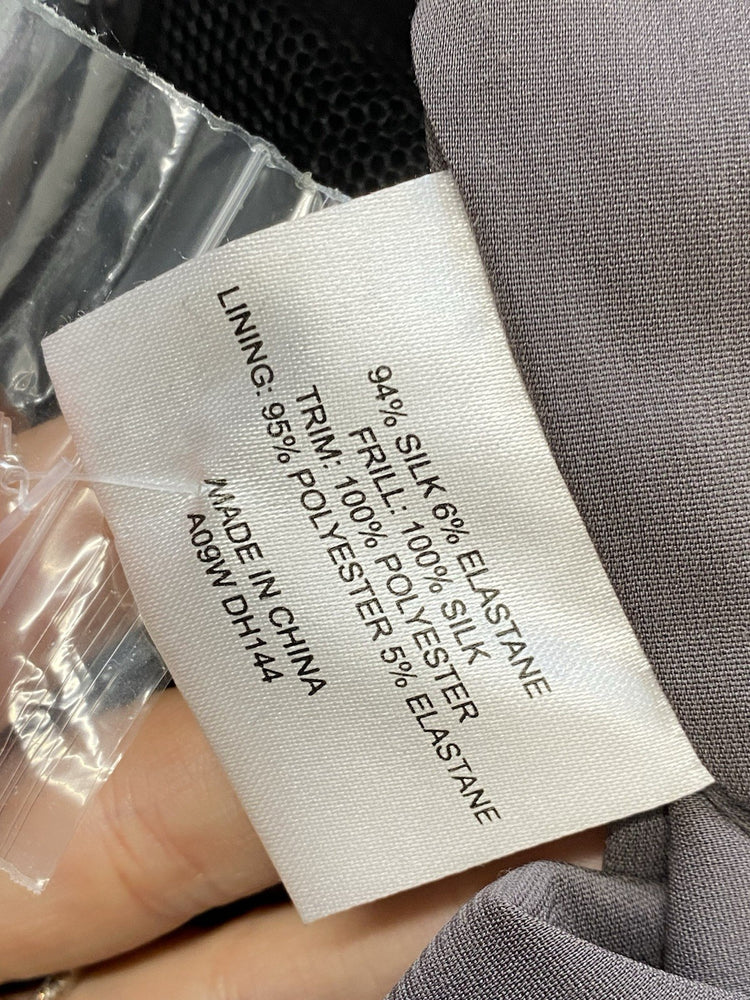 94% SILK 6% ELASTANE
FRILL: 100% SILK
TRIM: 100% POLYESTER
LINING: 95% POLYESTER 5% ELASTANE
MADE IN CHINA
A09W DH144